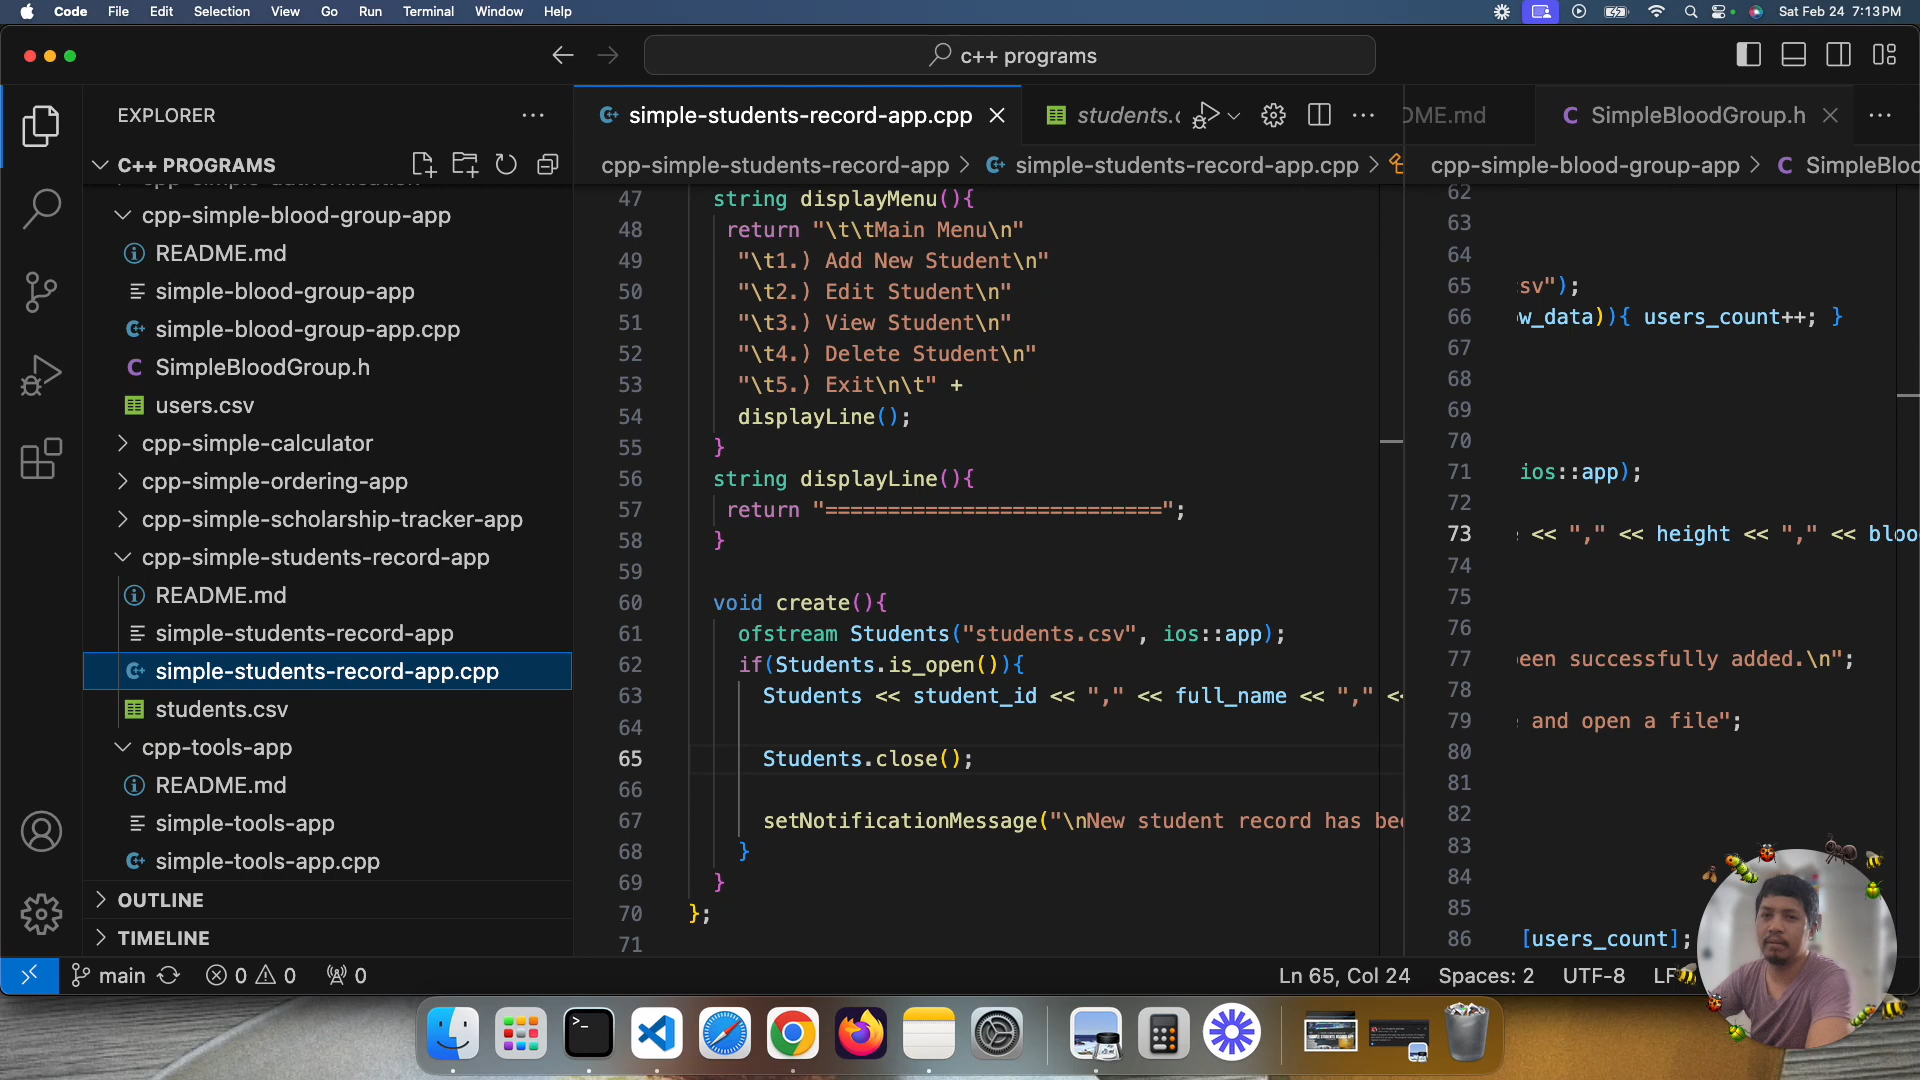 Code File Edit Selection View Go Run Terminal Window Help Sat Feb 24 7:13 PM
c++ programs
EXPLORER
C++ PROGRAMS
cpp-simple-blood-group-app
README.md
simple-blood-group-app
simple-blood-group-app.cpp
SimpleBloodGroup.h
users.csv
cpp-simple-calculator
cpp-simple-ordering-app
cpp-simple-scholarship-tracker-app
cpp-simple-students-record-app
README.md
simple-students-record-app
simple-students-record-app.cpp
students.csv
cpp-tools-app
README.md
simple-tools-app
simple-tools-app.cpp
OUTLINE
TIMELINE
simple-students-record-app.cpp students.c
cpp-simple-students-record-app > simple-students-record-app.cpp >
47 string displayMenu(){
48 return "\t\tMain Menu\n"
49 "\t1.) Add New Student\n"
50 "\t2.) Edit Student\n"
51 "\t3.) View Student\n"
52 "\t4.) Delete Student\n"
53 "\t5.) Exit\n\t" +
54 displayLine();
55 }
56 string displayLine(){
57 return "===========================";
58 }
59
60 void create(){
61 ofstream Students("students.csv", ios::app);
62 if(Students.is_open()){
63 Students << student_id << "," << full_name << "," <<
64
65 Students.close();
66
67 setNotificationMessage("\nNew student record has bee
68 }
69 }
70 };
71
DME.md SimpleBloodGroup.h
cpp-simple-blood-group-app > SimpleBloo
62
63
64
65 sv");
66 w_data)){ users_count++; }
67
68
69
70
71 ios::app);
72
73 << "," << height << "," << bloo
74
75
76
77 een successfully added.\n";
78
79 and open a file";
80
81
82
83
84
85
86 [users_count];
main 0 0 0 Ln 65, Col 24 Spaces: 2 UTF-8 LF